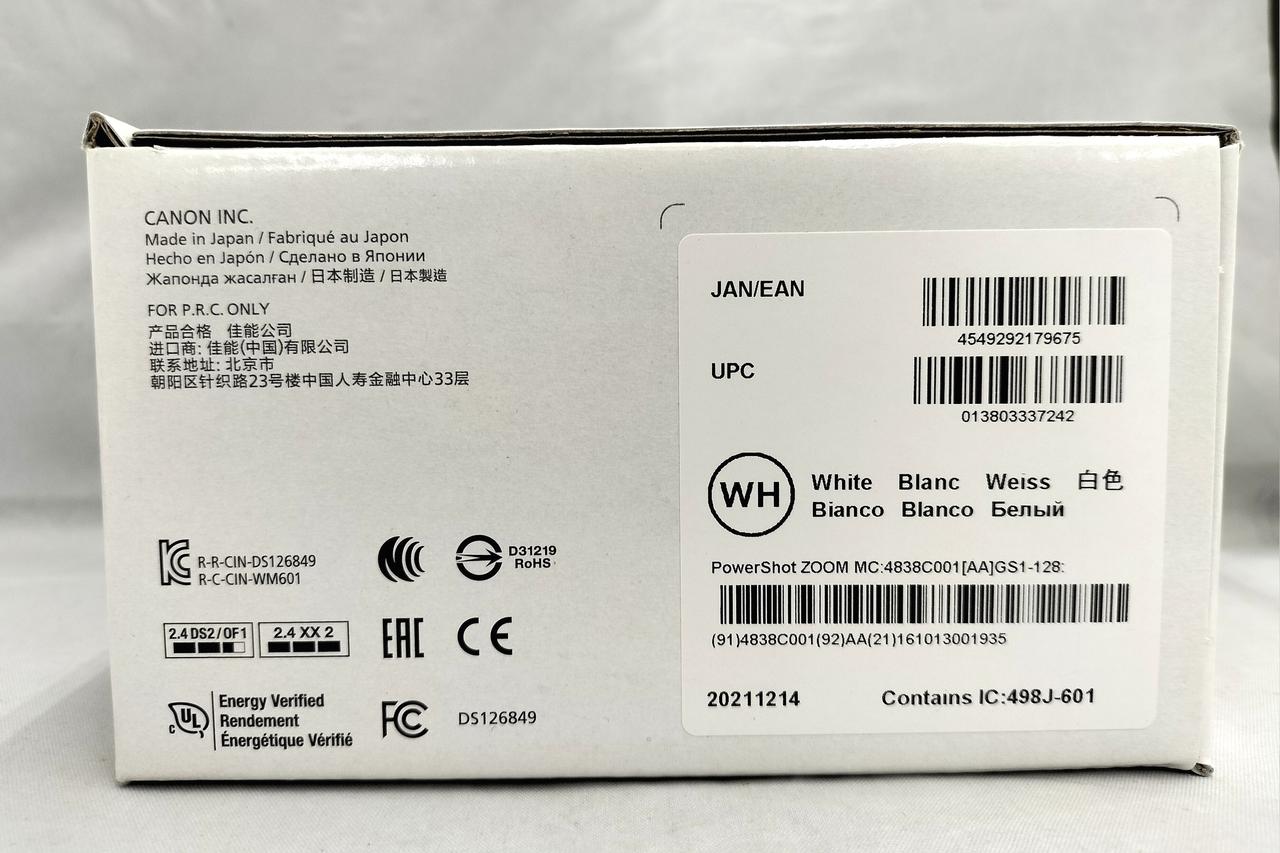 CANON INC.
Made in Japan / Fabriqué au Japon
Hecho en Japón / Сделано в Японии
Жапонда жасалған / 日本制造 / 日本製造
FOR P.R.C. ONLY
产品合格 佳能公司
进口商: 佳能(中国)有限公司
联系地址: 北京市
朝阳区针织路23号楼中国人寿金融中心33层
R-R-CIN-DS126849
R-C-CIN-WM601
D31219
RoHS
2.4 DS2/OF1
2.4 XX 2
EAC
CE
c UL
Energy Verified
Rendement
Énergétique Vérifié
FC
DS126849
JAN/EAN
4549292179675
UPC
013803337242
WH
White Blanc Weiss 白色
Bianco Blanco Белый
PowerShot ZOOM MC:4838C001[AA]GS1-128:
(91)4838C001(92)AA(21)161013001935
20211214 Contains IC:498J-601